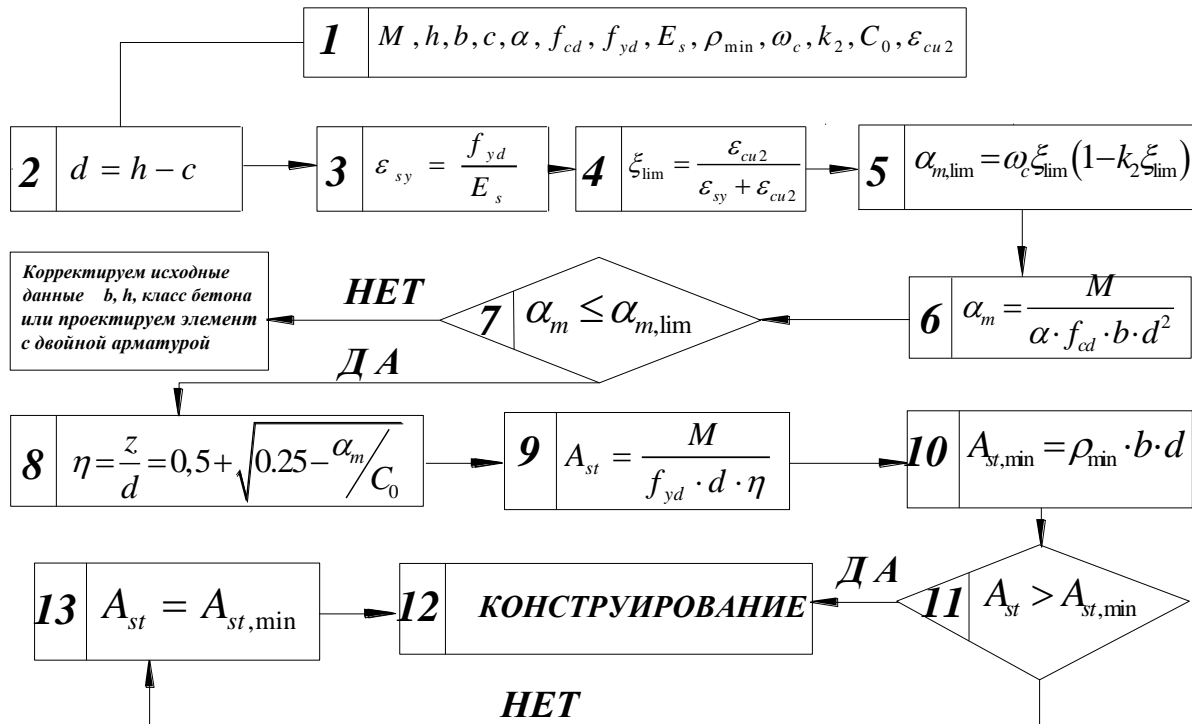 1 M , h, b, c, α, f_cd, f_yd, E_s, ρ_min, ω_c, k_2, C_0, ε_cu2
2 d = h − c
3 ε_sy = f_yd / E_s
4 ξ_lim = ε_cu2 / (ε_sy + ε_cu2)
5 α_m,lim = ω_c ξ_lim (1−k_2 ξ_lim)
Корректируем исходные
данные b, h, класс бетона
или проектируем элемент
с двойной арматурой
НЕТ
7 α_m ≤ α_m,lim
6 α_m = M / (α · f_cd · b · d²)
Д А
8 η = z/d = 0,5 + √(0.25 − α_m / C_0)
9 A_st = M / (f_yd · d · η)
10 A_st,min = ρ_min · b · d
13 A_st = A_st,min
12 КОНСТРУИРОВАНИЕ
Д А
11 A_st > A_st,min
НЕТ